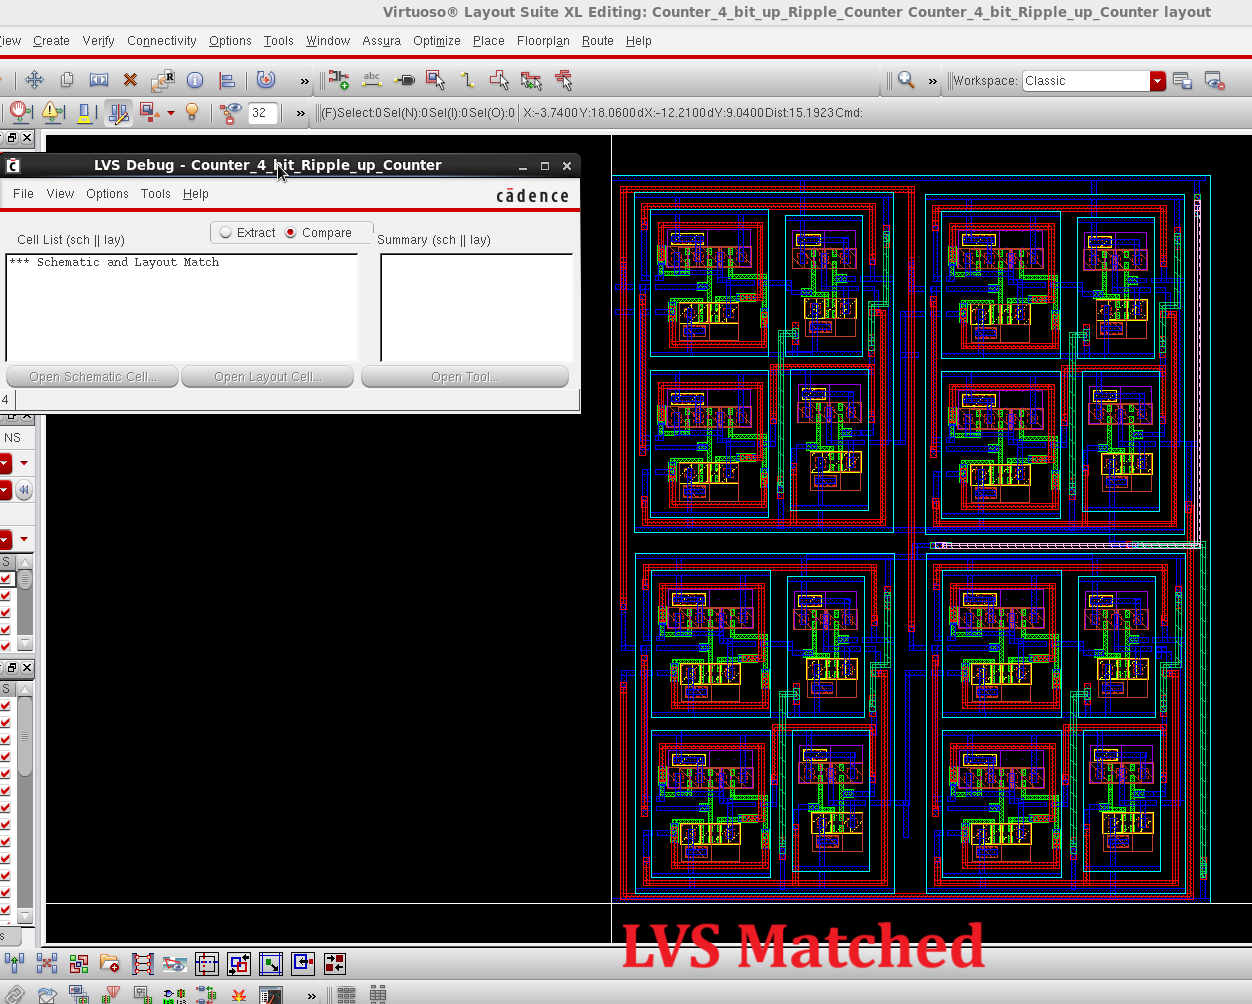 Virtuoso® Layout Suite XL Editing: Counter_4_bit_up_Ripple_Counter Counter_4_bit_Ripple_up_Counter layout
iew Create Verify Connectivity Options Tools Window Assura Optimize Place Floorplan Route Help
abc » Workspace: Classic
32 » (F)Select:0 Sel(N):0 Sel(I):0 Sel(O):0 X:-3.7400 Y:18.0600 dX:-12.2100 dY:9.0400 Dist:15.1923 Cmd:
LVS Debug - Counter_4_bit_Ripple_up_Counter
File View Options Tools Help cādence
Extract Compare
Cell List (sch || lay) Summary (sch || lay)
*** Schematic and Layout Match
Open Schematic Cell... Open Layout Cell... Open Tool...
4
NS
S
S
LVS Matched
s